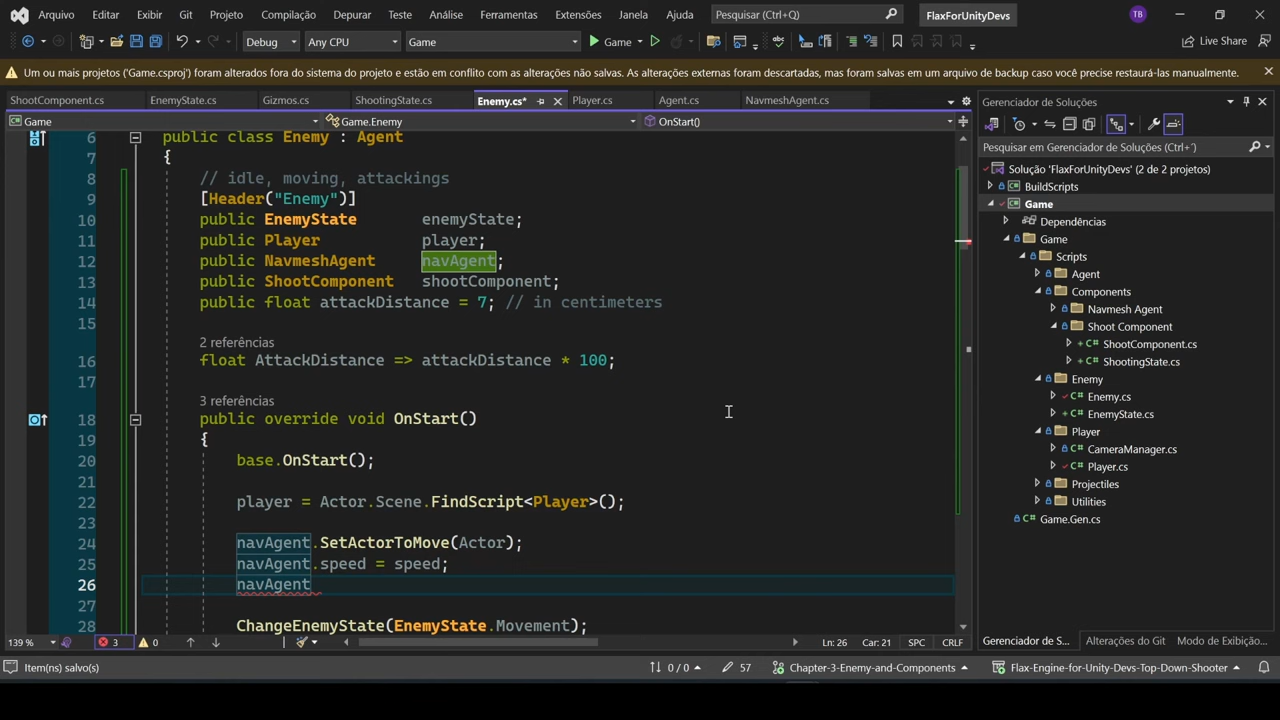 Arquivo Editar Exibir Git Projeto Compilação Depurar Teste Análise Ferramentas Extensões Janela Ajuda Pesquisar (Ctrl+Q) FlaxForUnityDevs TB
Debug Any CPU Game Game Live Share
Um ou mais projetos ('Game.csproj') foram alterados fora do sistema do projeto e estão em conflito com as alterações não salvas. As alterações externas foram descartadas, mas foram salvas em um arquivo de backup caso você precise restaurá-las manualmente.
ShootComponent.cs EnemyState.cs Gizmos.cs ShootingState.cs Enemy.cs* Player.cs Agent.cs NavmeshAgent.cs
Game Game.Enemy OnStart()
6 public class Enemy : Agent
7 {
8 // idle, moving, attackings
9 [Header("Enemy")]
10 public EnemyState enemyState;
11 public Player player;
12 public NavmeshAgent navAgent;
13 public ShootComponent shootComponent;
14 public float attackDistance = 7; // in centimeters
15
2 referências
16 float AttackDistance => attackDistance * 100;
17
3 referências
18 public override void OnStart()
19 {
20 base.OnStart();
21
22 player = Actor.Scene.FindScript<Player>();
23
24 navAgent.SetActorToMove(Actor);
25 navAgent.speed = speed;
26 navAgent
27
28 ChangeEnemyState(EnemyState.Movement);
139 % 3 0 Ln: 26 Car: 21 SPC CRLF
Gerenciador de Soluções
Pesquisar em Gerenciador de Soluções (Ctrl+´)
Solução 'FlaxForUnityDevs' (2 de 2 projetos)
BuildScripts
Game
Dependências
Game
Scripts
Agent
Components
Navmesh Agent
Shoot Component
ShootComponent.cs
ShootingState.cs
Enemy
Enemy.cs
EnemyState.cs
Player
CameraManager.cs
Player.cs
Projectiles
Utilities
Game.Gen.cs
Gerenciador de S... Alterações do Git Modo de Exibição...
Item(ns) salvo(s) 0 / 0 57 Chapter-3-Enemy-and-Components Flax-Engine-for-Unity-Devs-Top-Down-Shooter